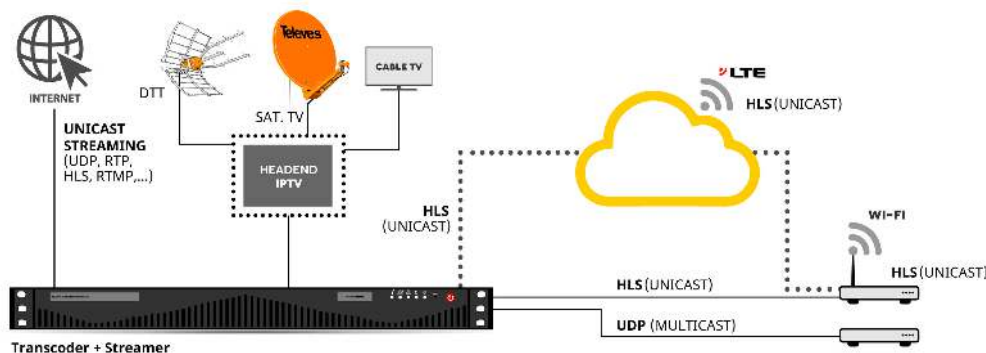 INTERNET
DTT
Televes
SAT. TV
CABLE TV
UNICAST
STREAMING
(UDP, RTP,
HLS, RTMP,...)
HEADEND
IPTV
HLS
(UNICAST)
LTE
HLS (UNICAST)
WI-FI
HLS (UNICAST)
HLS (UNICAST)
UDP (MULTICAST)
Transcoder + Streamer